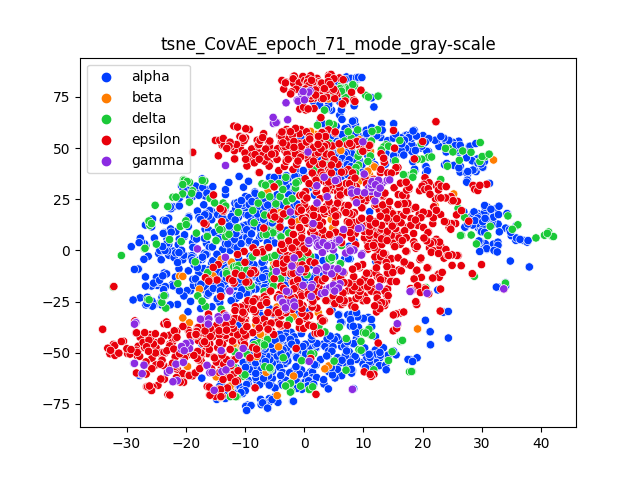 tsne_CovAE_epoch_71_mode_gray-scale
alpha
beta
delta
epsilon
gamma
75
50
25
0
−25
−50
−75
−30 −20 −10 0 10 20 30 40